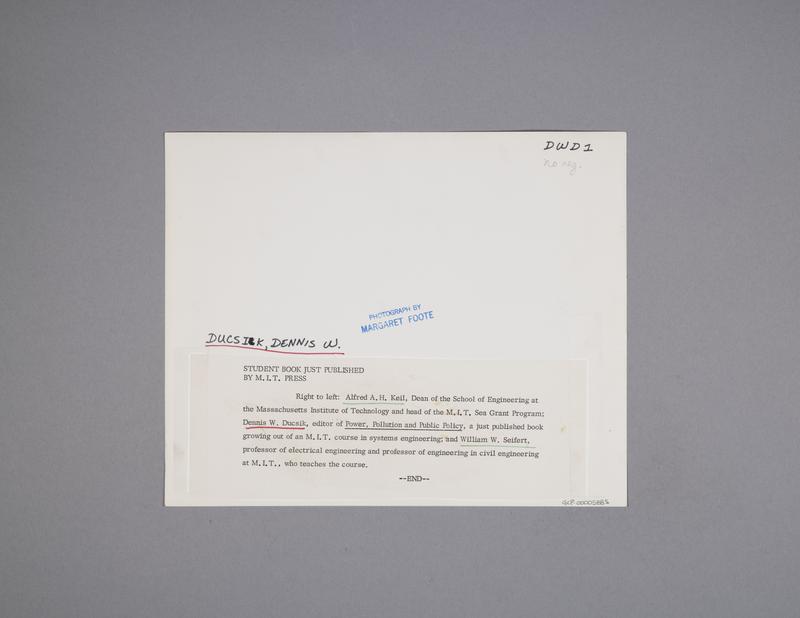 DWD1
no neg.
PHOTOGRAPH BY
MARGARET FOOTE
DUCSIK, DENNIS W.
STUDENT BOOK JUST PUBLISHED
BY M.I.T. PRESS
Right to left: Alfred A.H. Keil, Dean of the School of Engineering at
the Massachusetts Institute of Technology and head of the M.I.T. Sea Grant Program;
Dennis W. Ducsik, editor of Power, Pollution and Public Policy, a just published book
growing out of an M.I.T. course in systems engineering; and William W. Seifert,
professor of electrical engineering and professor of engineering in civil engineering
at M.I.T., who teaches the course.
--END--